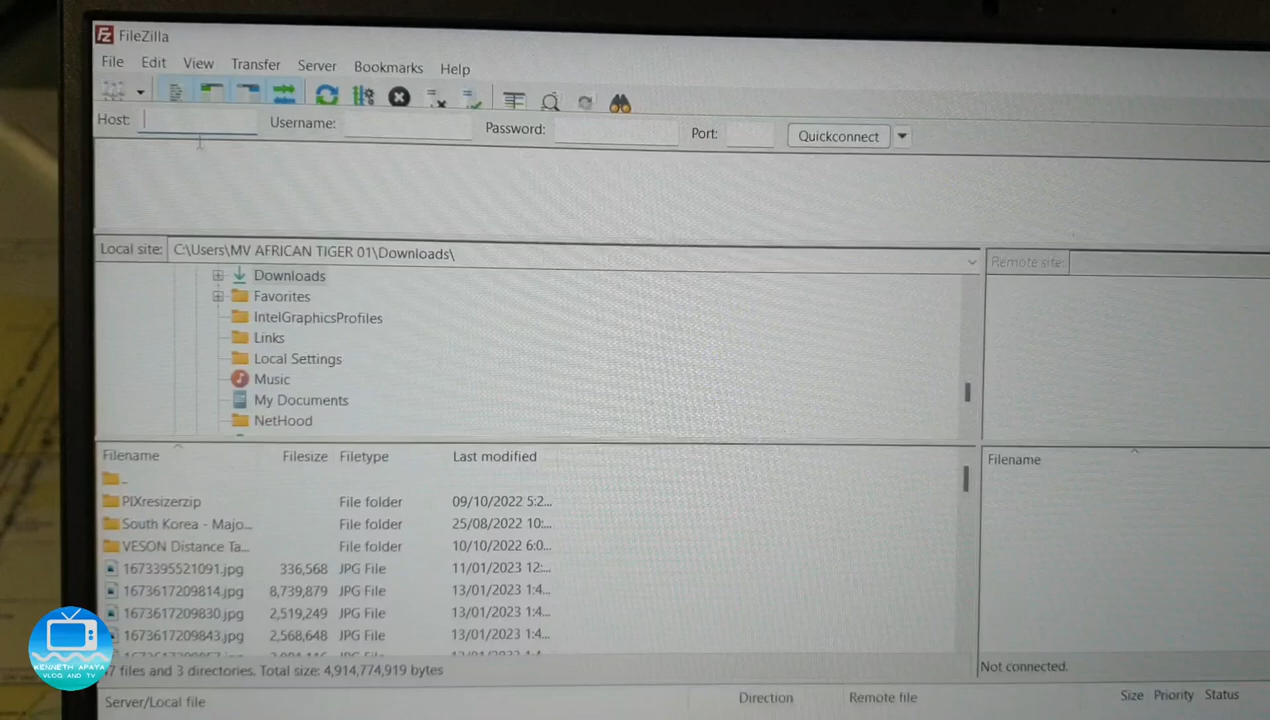 FileZilla
File Edit View Transfer Server Bookmarks Help
Host: Username: Password: Port: Quickconnect
Local site: C:\Users\MV AFRICAN TIGER 01\Downloads\ Remote site:
Downloads
Favorites
IntelGraphicsProfiles
Links
Local Settings
Music
My Documents
NetHood
Filename Filesize Filetype Last modified Filename
..
PIXresizerzip File folder 09/10/2022 5:2...
South Korea - Majo... File folder 25/08/2022 10:...
VESON Distance Ta... File folder 10/10/2022 6:0...
1673395521091.jpg 336,568 JPG File 11/01/2023 12:...
1673617209814.jpg 8,739,879 JPG File 13/01/2023 1:4...
1673617209830.jpg 2,519,249 JPG File 13/01/2023 1:4...
1673617209843.jpg 2,568,648 JPG File 13/01/2023 1:4...
7 files and 3 directories. Total size: 4,914,774,919 bytes Not connected.
Server/Local file Direction Remote file Size Priority Status
KENNETH APAYA
VLOG AND TV